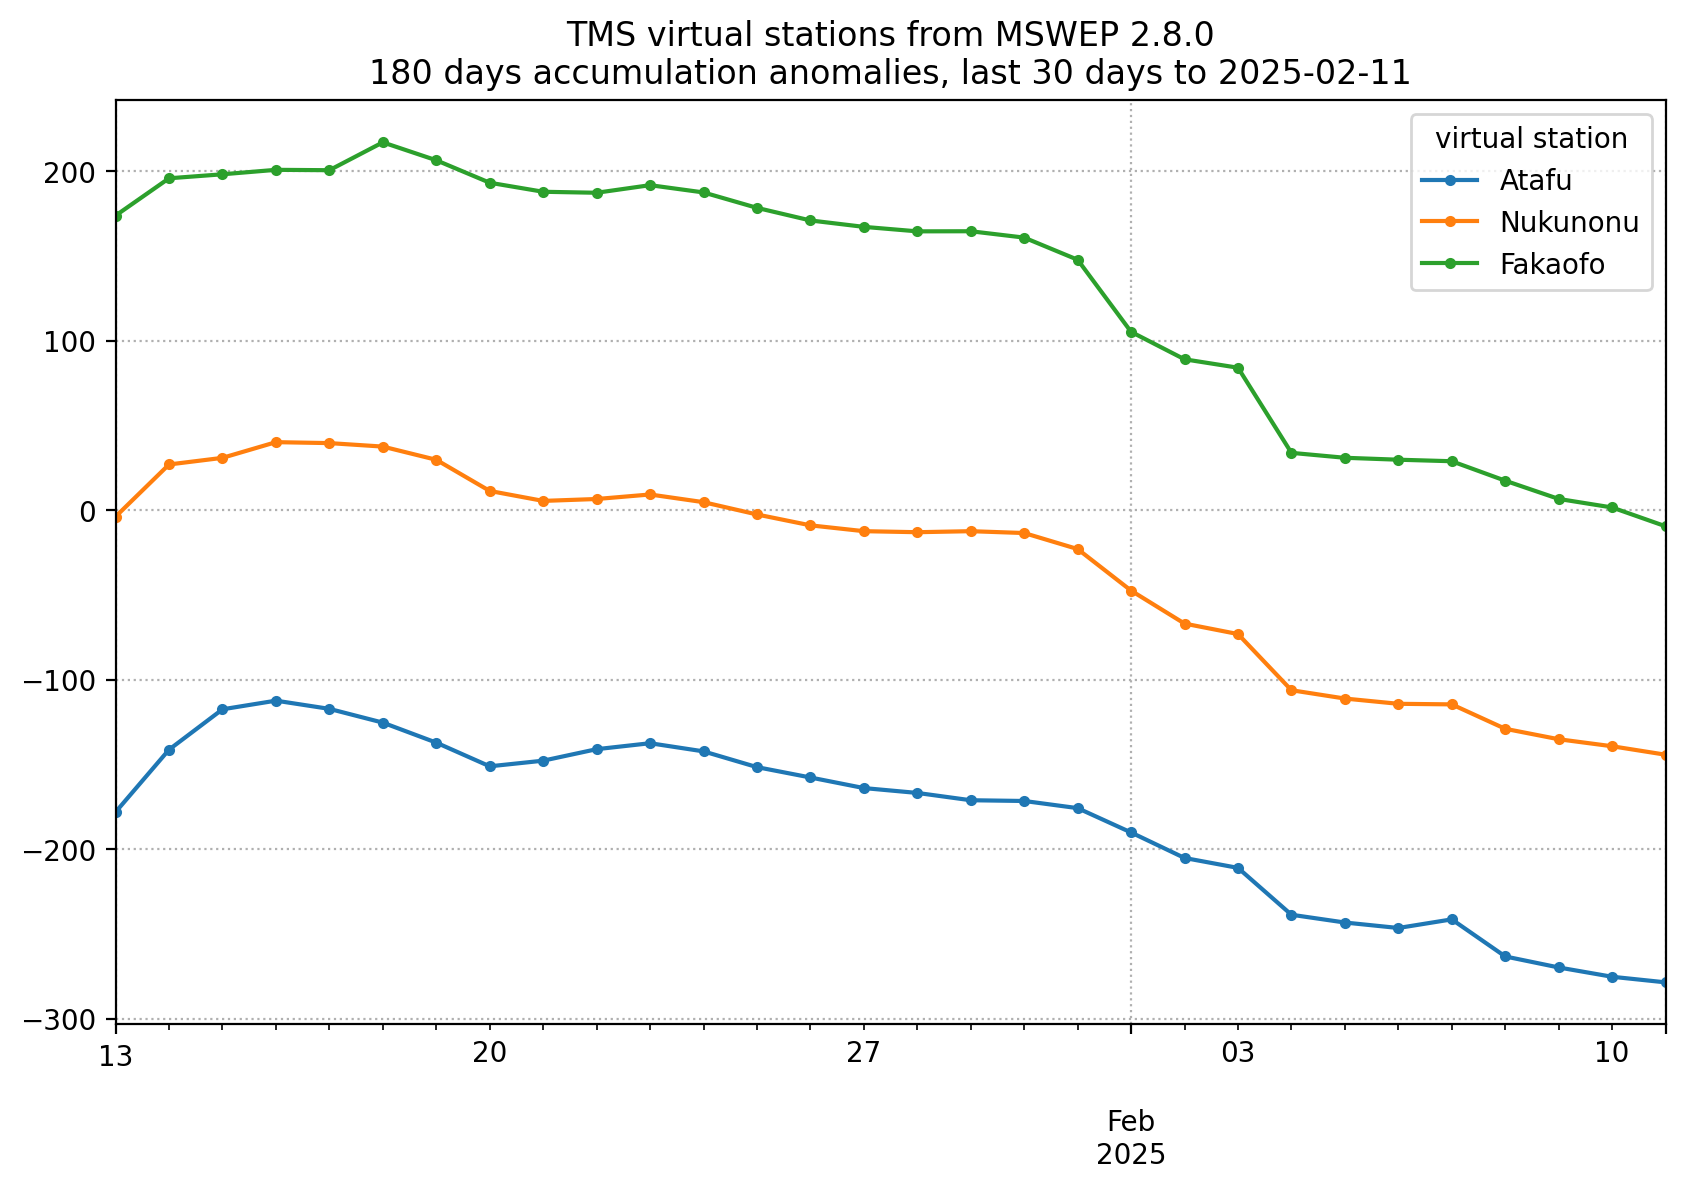 TMS virtual stations from MSWEP 2.8.0
180 days accumulation anomalies, last 30 days to 2025-02-11
virtual station
Atafu
Nukunonu
Fakaofo
200
100
0
−100
−200
−300
13
20
27
03
10
Feb
2025